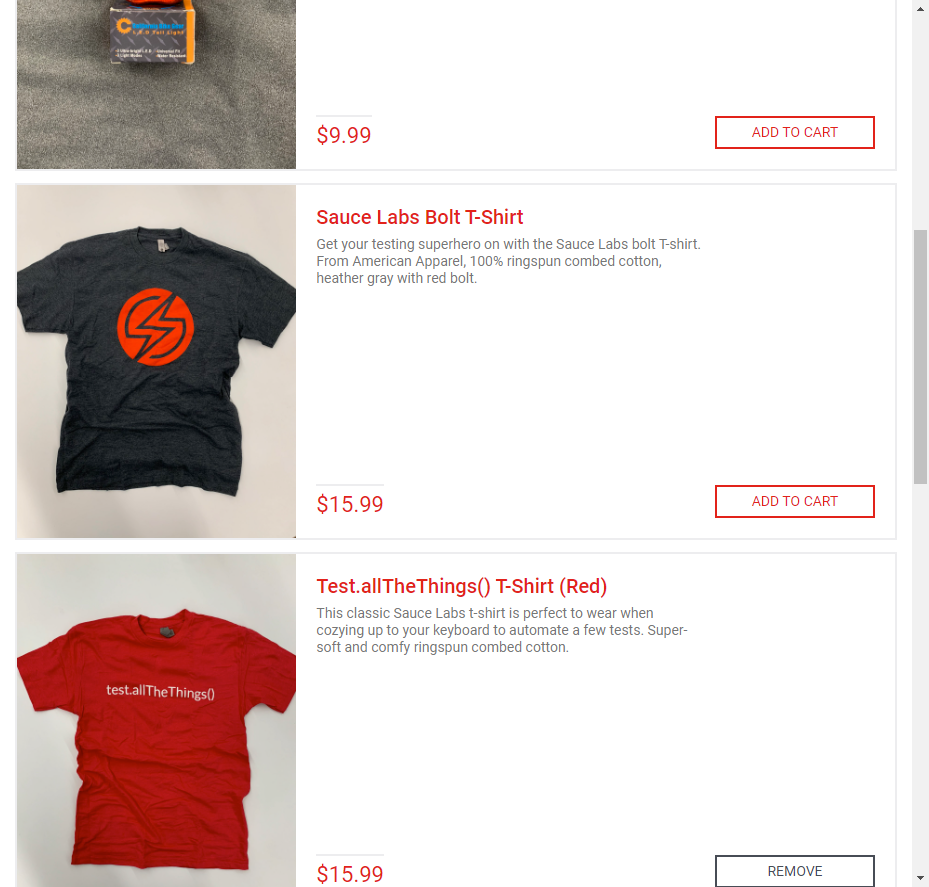 L.E.D Tail Light
$9.99
ADD TO CART
Sauce Labs Bolt T-Shirt
Get your testing superhero on with the Sauce Labs bolt T-shirt.
From American Apparel, 100% ringspun combed cotton,
heather gray with red bolt.
$15.99
ADD TO CART
Test.allTheThings() T-Shirt (Red)
This classic Sauce Labs t-shirt is perfect to wear when
cozying up to your keyboard to automate a few tests. Super-
soft and comfy ringspun combed cotton.
test.allTheThings()
$15.99
REMOVE